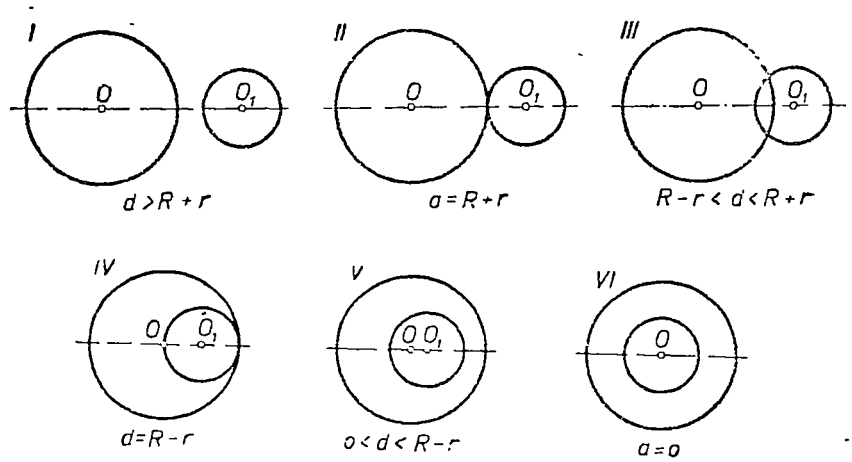 I
O
O₁
d > R + r
II
O
O₁
a = R + r
III
O
O₁
R - r < d < R + r
IV
O
O₁
d = R - r
V
O O₁
o < d < R - r
VI
O
a = o